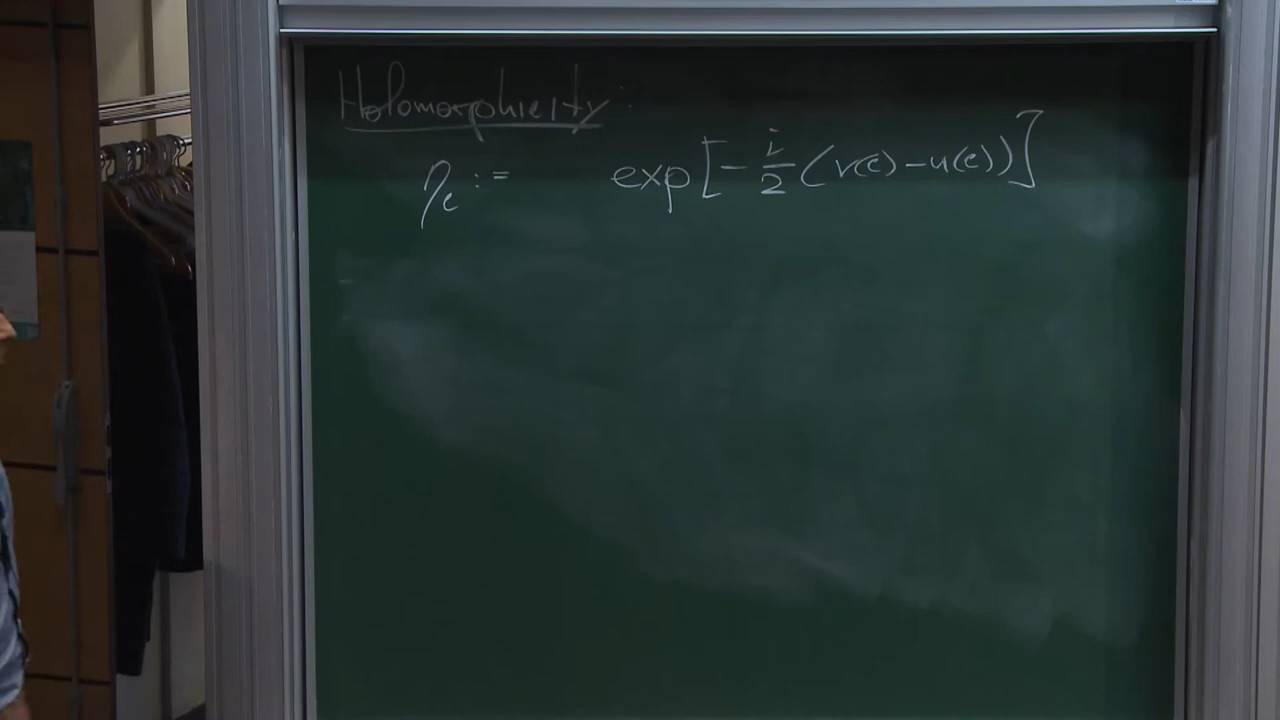 Holomorphicity:
η_c := exp[-i/2 (v(c) - u(c))]